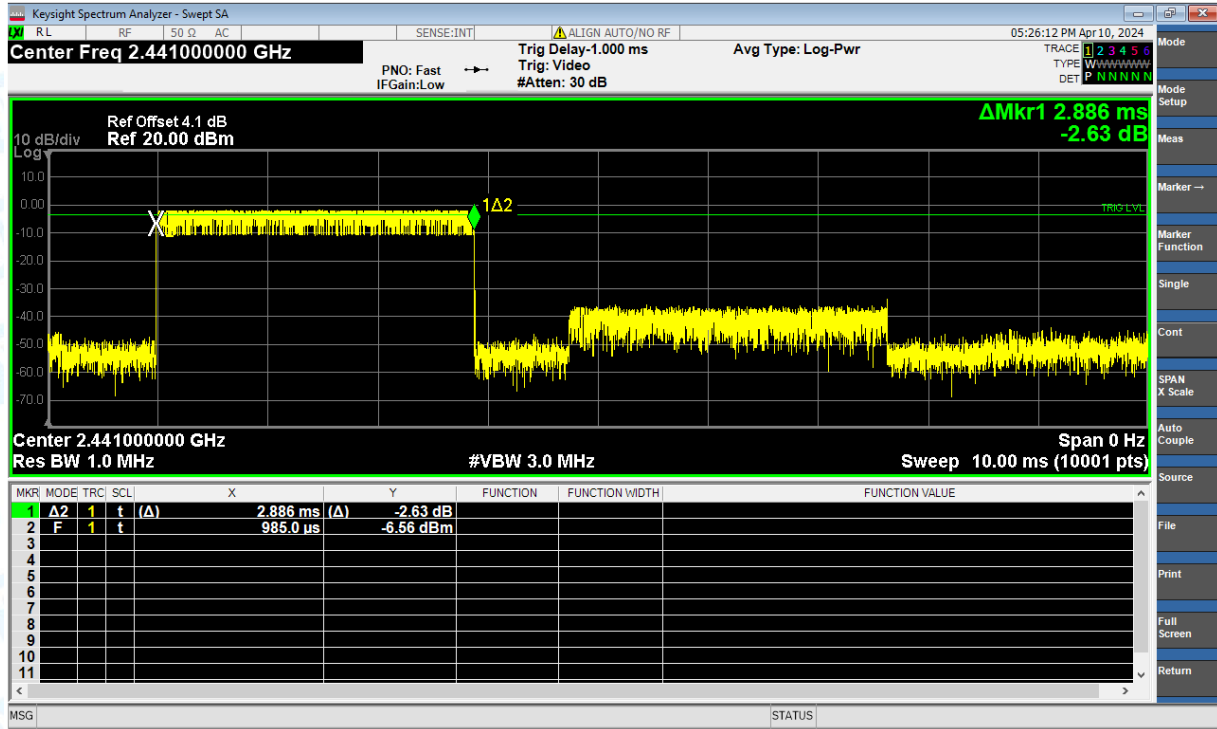 Keysight Spectrum Analyzer - Swept SA
LXI RL RF 50 Ω AC SENSE:INT ALIGN AUTO/NO RF 05:26:12 PM Apr 10, 2024
Center Freq 2.441000000 GHz
PNO: Fast
IFGain:Low
Trig Delay-1.000 ms
Trig: Video
#Atten: 30 dB
Avg Type: Log-Pwr
TRACE 1 2 3 4 5 6
TYPE WWWWWW
DET P N N N N N
ΔMkr1 2.886 ms
-2.63 dB
Ref Offset 4.1 dB
10 dB/div Ref 20.00 dBm
Log
10.0
0.00
-10.0
-20.0
-30.0
-40.0
-50.0
-60.0
-70.0
1Δ2
TRIG LVL
Center 2.441000000 GHz Span 0 Hz
Res BW 1.0 MHz #VBW 3.0 MHz Sweep 10.00 ms (10001 pts)
MKR MODE TRC SCL X Y FUNCTION FUNCTION WIDTH FUNCTION VALUE
1 Δ2 1 t (Δ) 2.886 ms (Δ) -2.63 dB
2 F 1 t 985.0 µs -6.56 dBm
3
4
5
6
7
8
9
10
11
MSG STATUS
Mode
Mode
Setup
Meas
Marker→
Marker
Function
Single
Cont
SPAN
X Scale
Auto
Couple
Source
File
Print
Full
Screen
Return